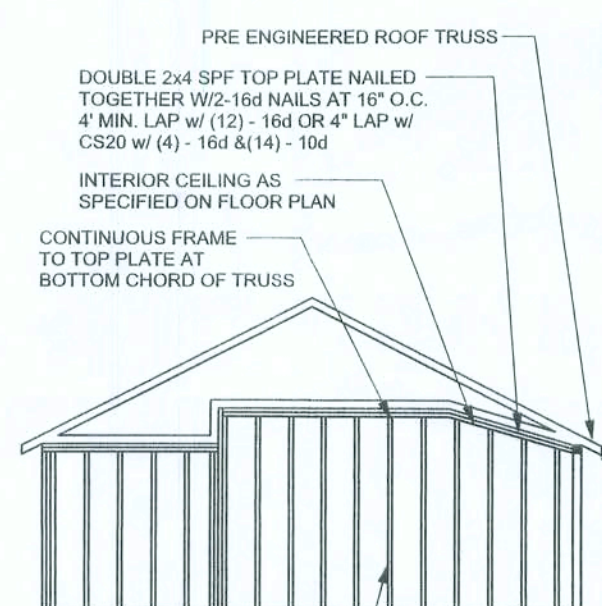 PRE ENGINEERED ROOF TRUSS
DOUBLE 2x4 SPF TOP PLATE NAILED
TOGETHER W/2-16d NAILS AT 16" O.C.
4' MIN. LAP w/ (12) - 16d OR 4" LAP w/
CS20 w/ (4) - 16d &(14) - 10d
INTERIOR CEILING AS
SPECIFIED ON FLOOR PLAN
CONTINUOUS FRAME
TO TOP PLATE AT
BOTTOM CHORD OF TRUSS